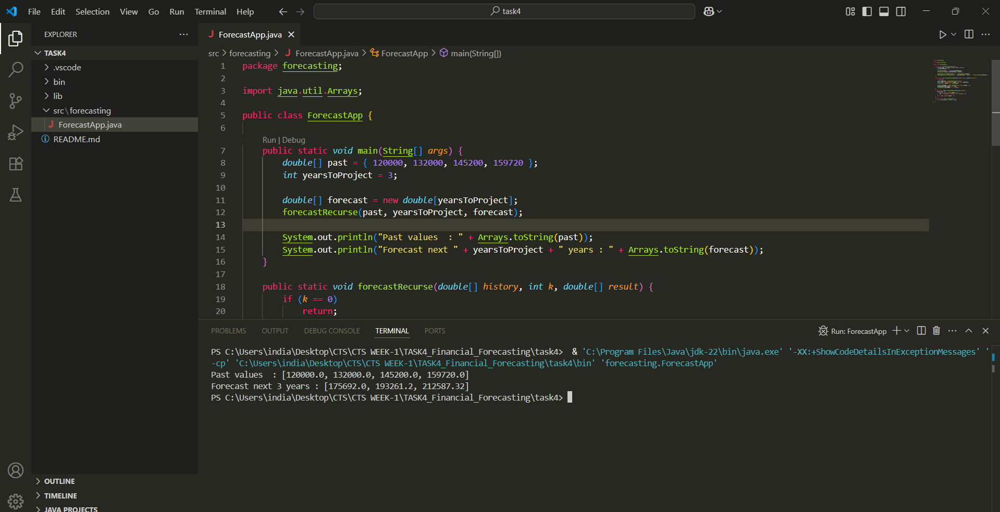 File Edit Selection View Go Run Terminal Help
task4
EXPLORER
TASK4
.vscode
bin
lib
src\forecasting
J ForecastApp.java
README.md
OUTLINE
TIMELINE
JAVA PROJECTS
J ForecastApp.java
src > forecasting > J ForecastApp.java > ForecastApp > main(String[])
1 package forecasting;
2
3 import java.util.Arrays;
4
5 public class ForecastApp {
6
Run | Debug
7 public static void main(String[] args) {
8 double[] past = { 120000, 132000, 145200, 159720 };
9 int yearsToProject = 3;
10
11 double[] forecast = new double[yearsToProject];
12 forecastRecurse(past, yearsToProject, forecast);
13
14 System.out.println("Past values  : " + Arrays.toString(past));
15 System.out.println("Forecast next " + yearsToProject + " years : " + Arrays.toString(forecast));
16 }
17
18 public static void forecastRecurse(double[] history, int k, double[] result) {
19 if (k == 0)
20 return;
PROBLEMS OUTPUT DEBUG CONSOLE TERMINAL PORTS
Run: ForecastApp
PS C:\Users\india\Desktop\CTS\CTS WEEK-1\TASK4_Financial_Forecasting\task4>  & 'C:\Program Files\Java\jdk-22\bin\java.exe' '-XX:+ShowCodeDetailsInExceptionMessages' '
-cp' 'C:\Users\india\Desktop\CTS\CTS WEEK-1\TASK4_Financial_Forecasting\task4\bin' 'forecasting.ForecastApp'
Past values  : [120000.0, 132000.0, 145200.0, 159720.0]
Forecast next 3 years : [175692.0, 193261.2, 212587.32]
PS C:\Users\india\Desktop\CTS\CTS WEEK-1\TASK4_Financial_Forecasting\task4>